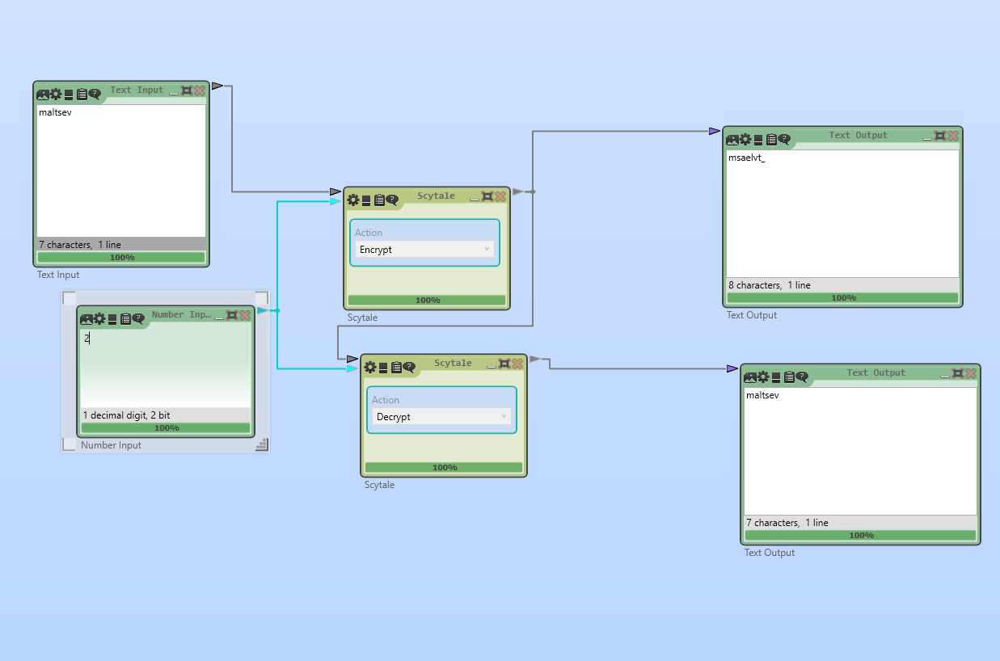 Text Input
maltsev
7 characters,  1 line
100%
Text Input
Number Inp...
2
1 decimal digit, 2 bit
100%
Number Input
Scytale
Action
Encrypt
100%
Scytale
Scytale
Action
Decrypt
100%
Scytale
Text Output
msaelvt_
8 characters,  1 line
100%
Text Output
Text Output
maltsev
7 characters,  1 line
100%
Text Output